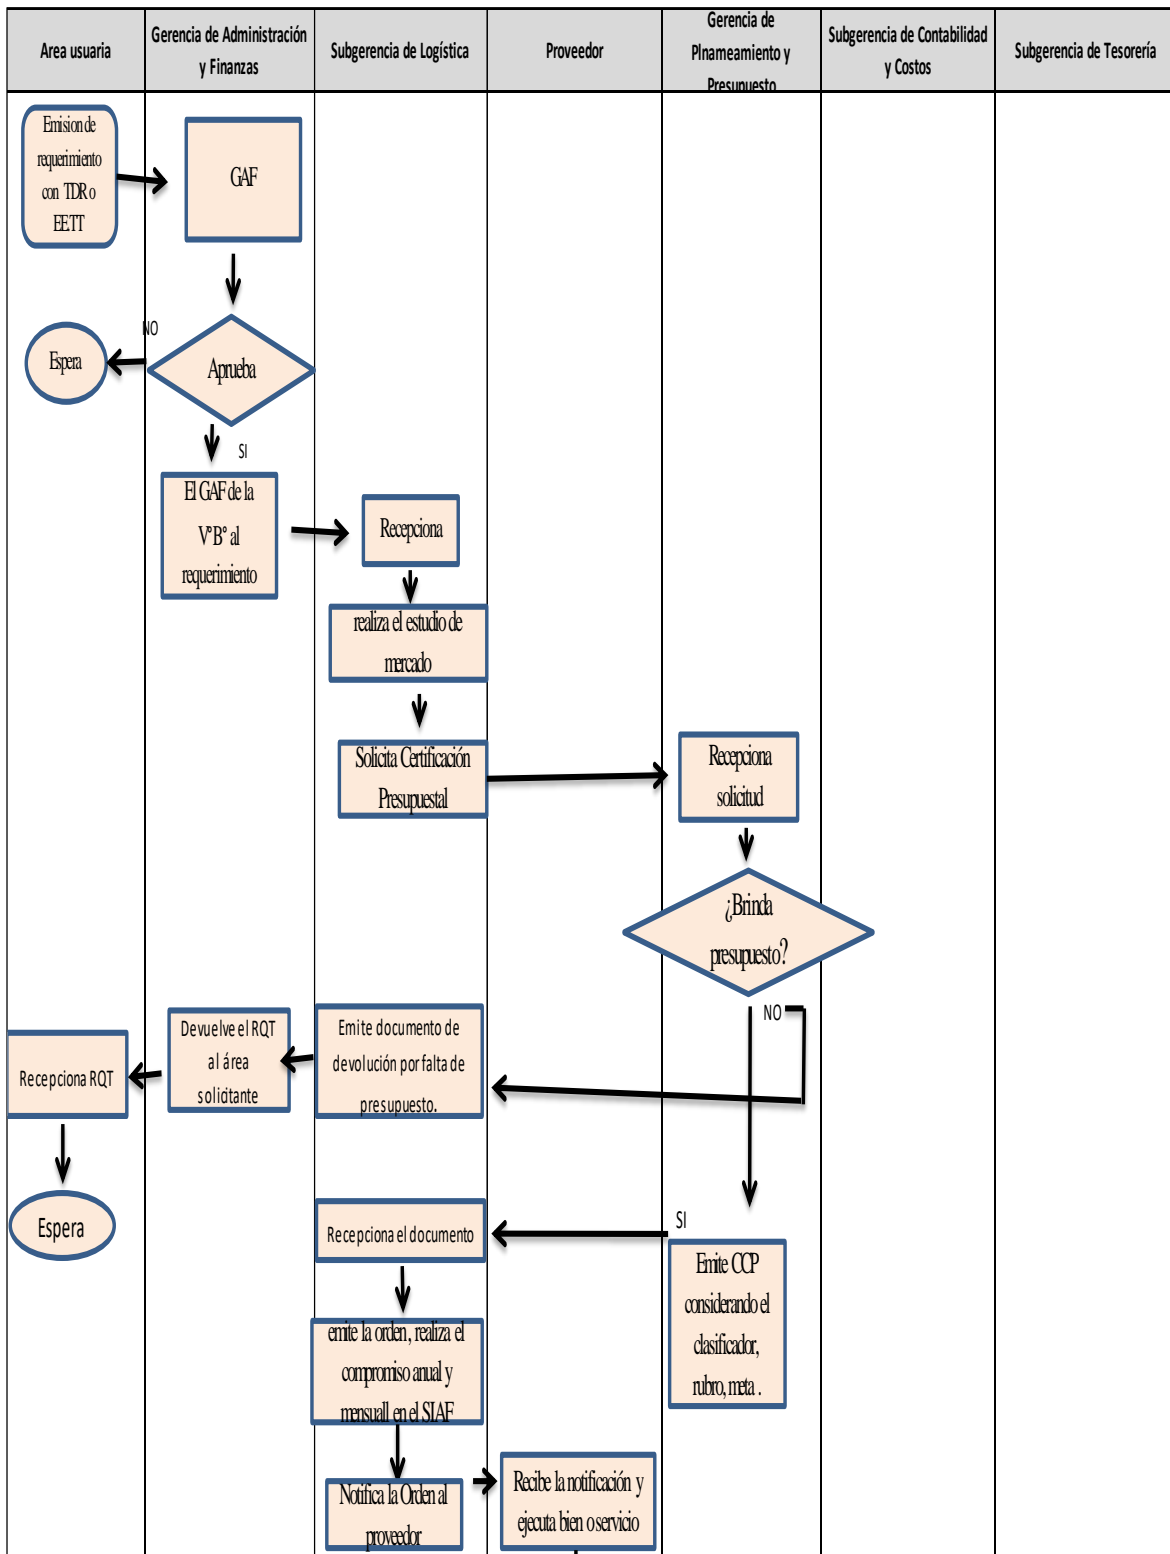 Area usuaria
Gerencia de Administración
y Finanzas
Subgerencia de Logística
Proveedor
Gerencia de
Plnameamiento y
Presupuesto
Subgerencia de Contabilidad
y Costos
Subgerencia de Tesorería
Emision de
requerimiento
con TDR o
EETT
GAF
NO
Espera
Aprueba
SI
El GAF de la
V°B° al
requerimiento
Recepciona
realiza el estudio de
mercado
Solicita Certificación
Presupuestal
Recepciona
solicitud
¿Brinda
presupuesto?
NO
Emite documento de
devolución por falta de
presupuesto.
Devuelve el RQT
al área
solicitante
Recepciona RQT
Espera
SI
Recepciona el documento
Emite CCP
considerando el
clasificador,
rubro, meta .
emite la orden, realiza el
compromiso anual y
mensuall en el SIAF
Notifica la Orden al
proveedor
Recibe la notificación y
ejecuta bien o servicio